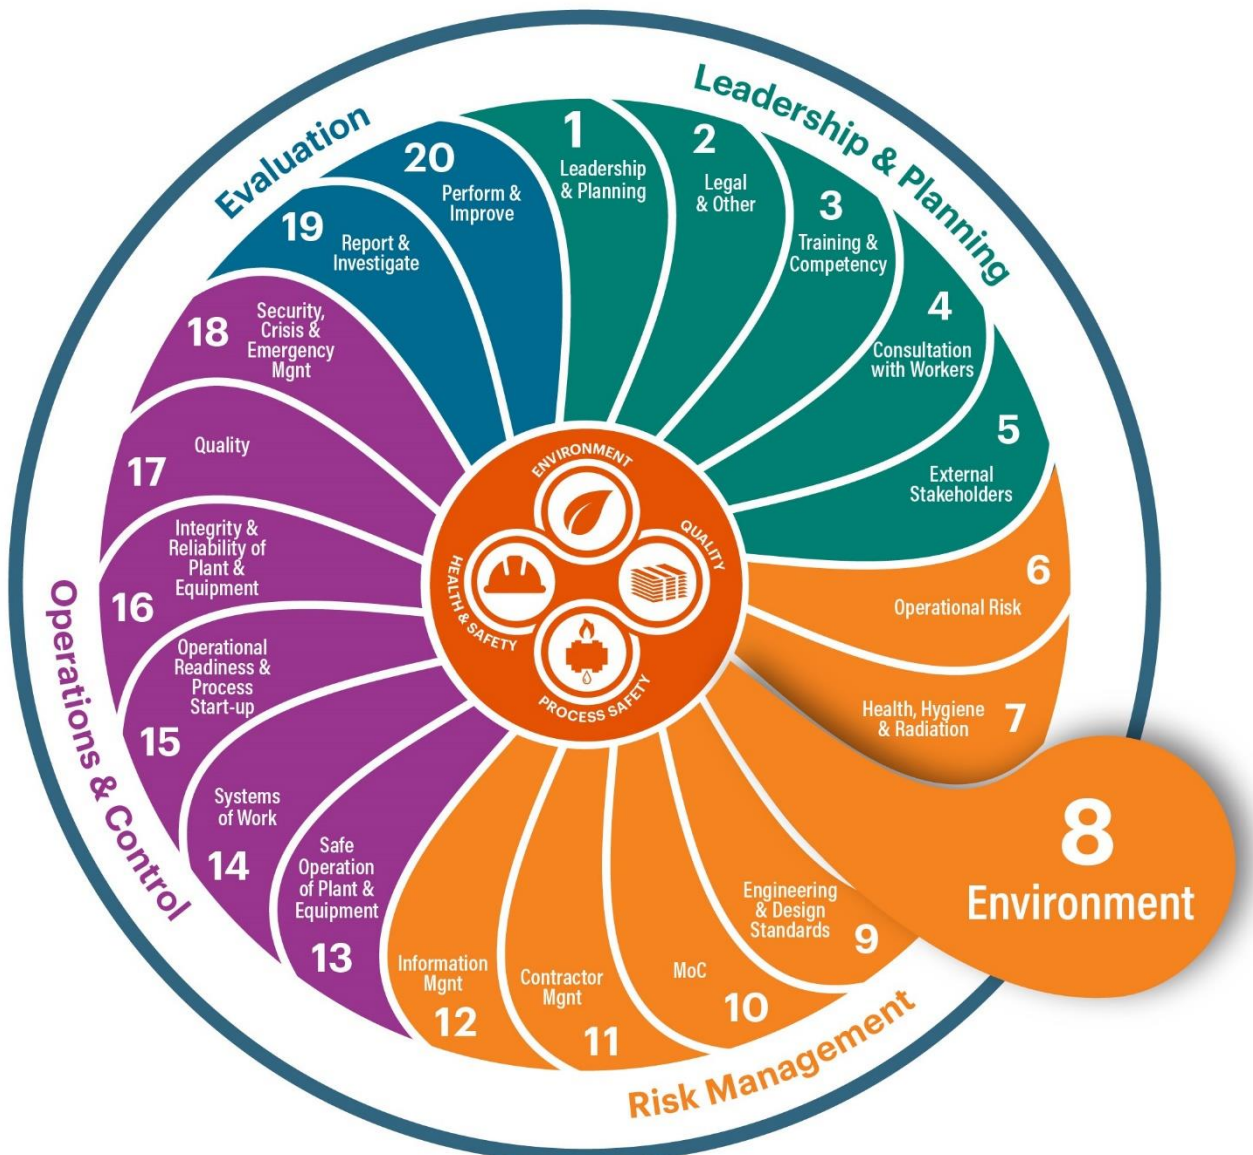 Leadership & Planning
1
Leadership
& Planning
2
Legal
& Other
3
Training &
Competency
4
Consultation
with Workers
5
External
Stakeholders
Risk Management
6
Operational Risk
7
Health, Hygiene
& Radiation
8
Environment
9
Engineering
& Design
Standards
10
MoC
11
Contractor
Mgnt
12
Information
Mgnt
Operations & Control
13
Safe
Operation
of Plant &
Equipment
14
Systems
of Work
15
Operational
Readiness &
Process
Start-up
16
Integrity &
Reliability of
Plant &
Equipment
17
Quality
18
Security,
Crisis &
Emergency
Mgnt
Evaluation
19
Report &
Investigate
20
Perform &
Improve
ENVIRONMENT
QUALITY
PROCESS SAFETY
HEALTH & SAFETY